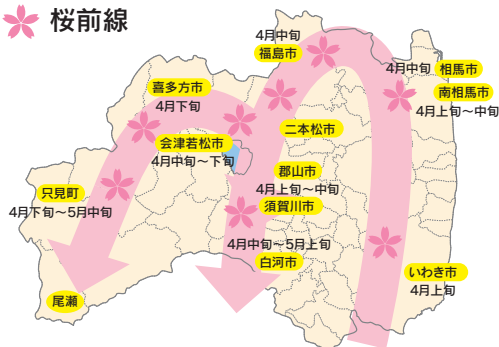 桜前線
4月中旬
福島市
4月中旬
相馬市
南相馬市
4月上旬～中旬
喜多方市
4月下旬
二本松市
会津若松市
4月中旬～下旬
郡山市
4月上旬～中旬
須賀川市
只見町
4月下旬～5月中旬
4月中旬～5月上旬
白河市
いわき市
4月上旬
尾瀬